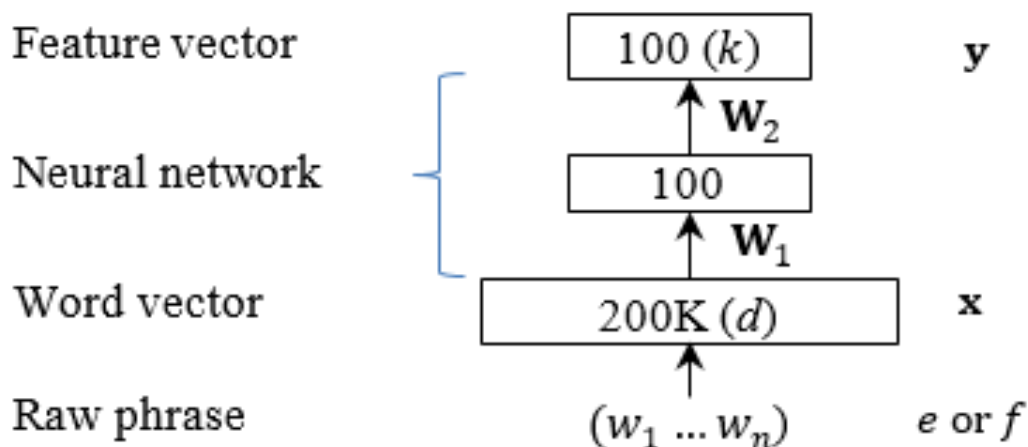 Feature vector 100 (k) y
W₂
Neural network 100
W₁
Word vector 200K (d) x
Raw phrase (w₁ ... wₙ) e or f